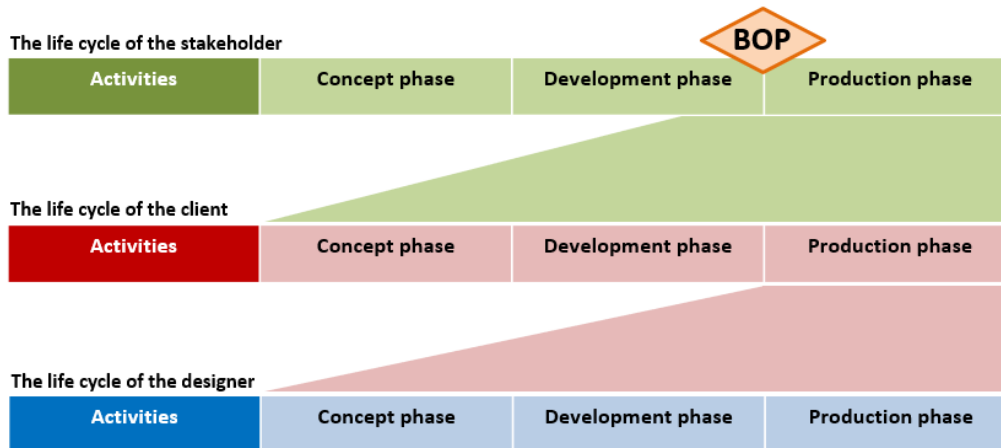 BOP
The life cycle of the stakeholder
Activities Concept phase Development phase Production phase
The life cycle of the client
Activities Concept phase Development phase Production phase
The life cycle of the designer
Activities Concept phase Development phase Production phase